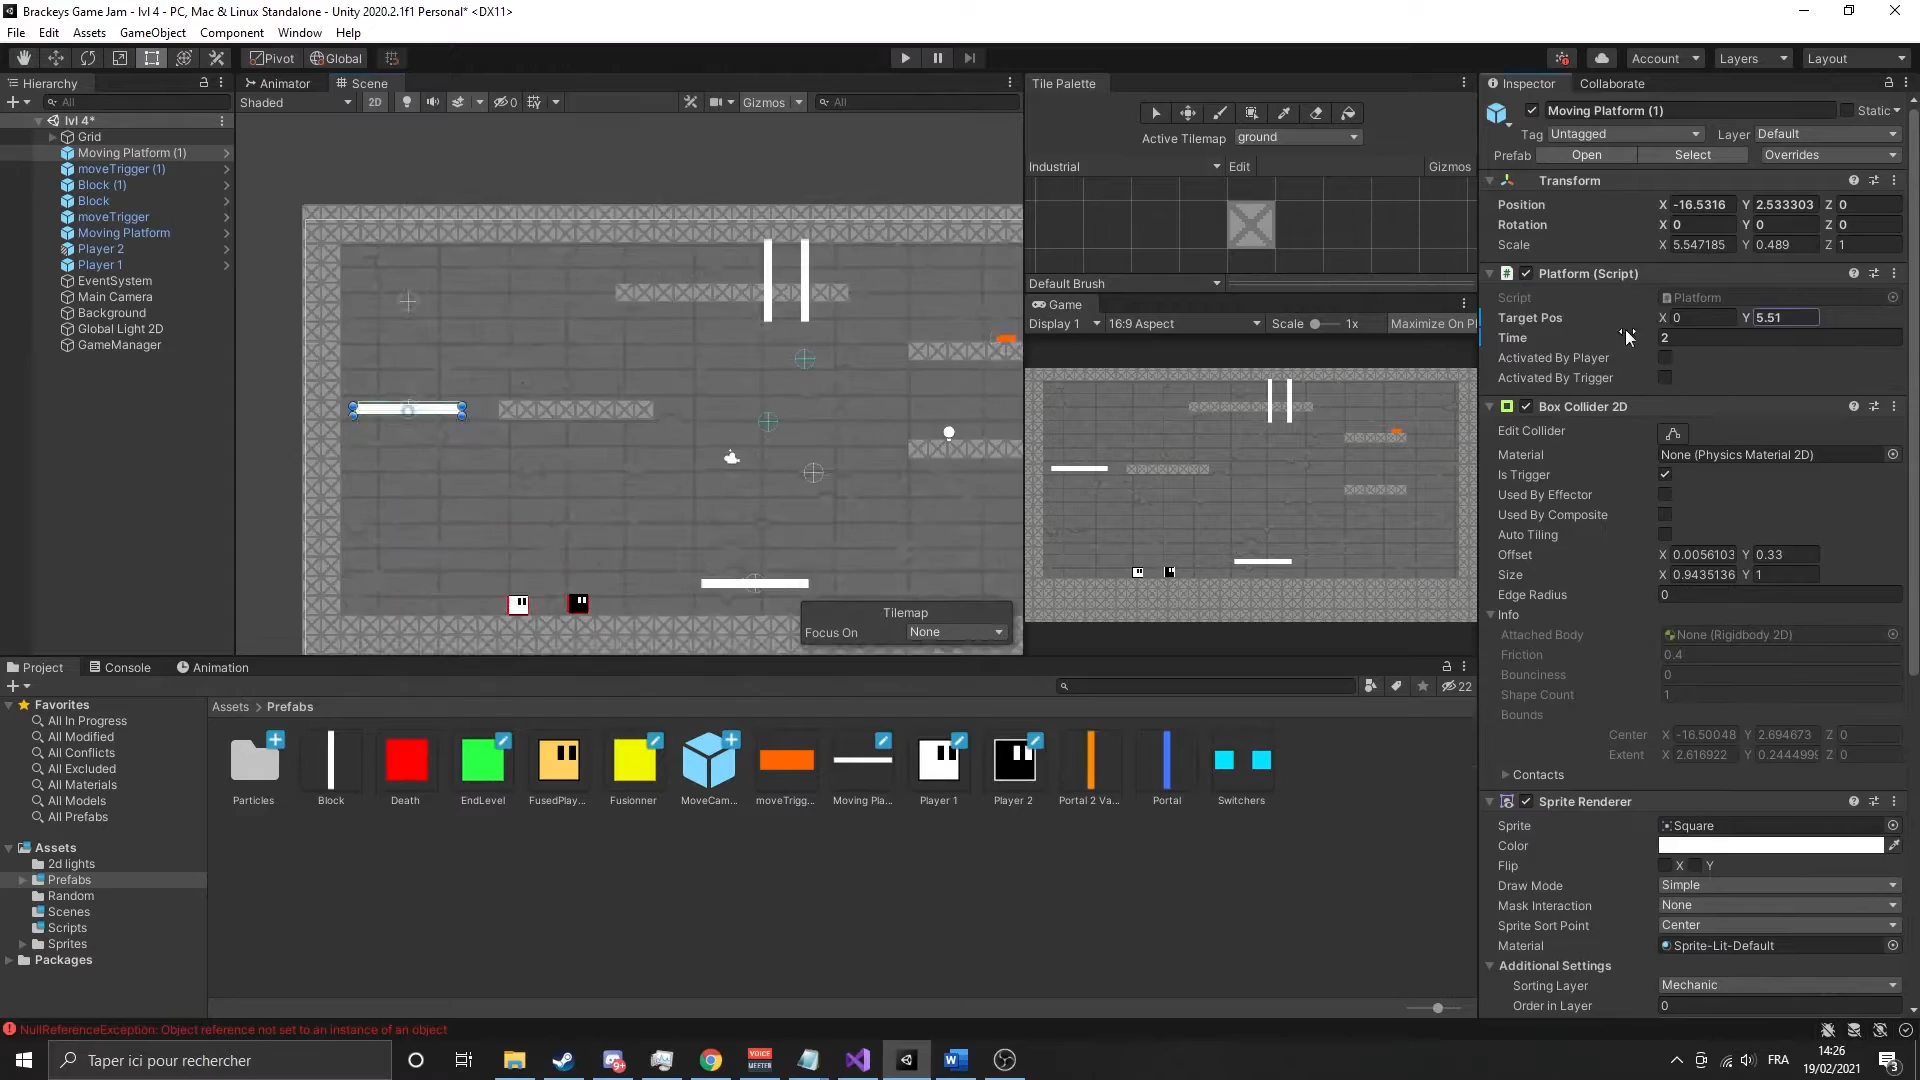 Brackeys Game Jam - lvl 4 - PC, Mac & Linux Standalone - Unity 2020.2.1f1 Personal* <DX11>
File Edit Assets GameObject Component Window Help
Pivot Global Account Layers Layout
Hierarchy
All
lvl 4*
Grid
Moving Platform (1)
moveTrigger (1)
Block (1)
Block
moveTrigger
Moving Platform
Player 2
Player 1
EventSystem
Main Camera
Background
Global Light 2D
GameManager
Animator Scene
Shaded 2D 0 Gizmos All
Tilemap
Focus On None
Tile Palette
Active Tilemap ground
Industrial Edit Gizmos
Default Brush
Game
Display 1 16:9 Aspect Scale 1x Maximize On Pl
Inspector Collaborate
Moving Platform (1) Static
Tag Untagged Layer Default
Prefab Open Select Overrides
Transform
Position X -16.5316 Y 2.533303 Z 0
Rotation X 0 Y 0 Z 0
Scale X 5.547185 Y 0.489 Z 1
Platform (Script)
Script Platform
Target Pos X 0 Y 5.51
Time 2
Activated By Player
Activated By Trigger
Box Collider 2D
Edit Collider
Material None (Physics Material 2D)
Is Trigger
Used By Effector
Used By Composite
Auto Tiling
Offset X 0.0056103 Y 0.33
Size X 0.9435136 Y 1
Edge Radius 0
Info
Attached Body None (Rigidbody 2D)
Friction 0.4
Bounciness 0
Shape Count 1
Bounds
Center X -16.50048 Y 2.694673 Z 0
Extent X 2.616922 Y 0.2444499 Z 0
Contacts
Sprite Renderer
Sprite Square
Color
Flip X Y
Draw Mode Simple
Mask Interaction None
Sprite Sort Point Center
Material Sprite-Lit-Default
Additional Settings
Sorting Layer Mechanic
Order in Layer 0
Project Console Animation
22
Favorites
All In Progress
All Modified
All Conflicts
All Excluded
All Materials
All Models
All Prefabs
Assets
2d lights
Prefabs
Random
Scenes
Scripts
Sprites
Packages
Assets > Prefabs
Particles Block Death EndLevel FusedPlay... Fusionner MoveCam... moveTrigg... Moving Pla... Player 1 Player 2 Portal 2 Va... Portal Switchers
NullReferenceException: Object reference not set to an instance of an object
Taper ici pour rechercher
VOICE MEETER
FRA
14:26
19/02/2021
3